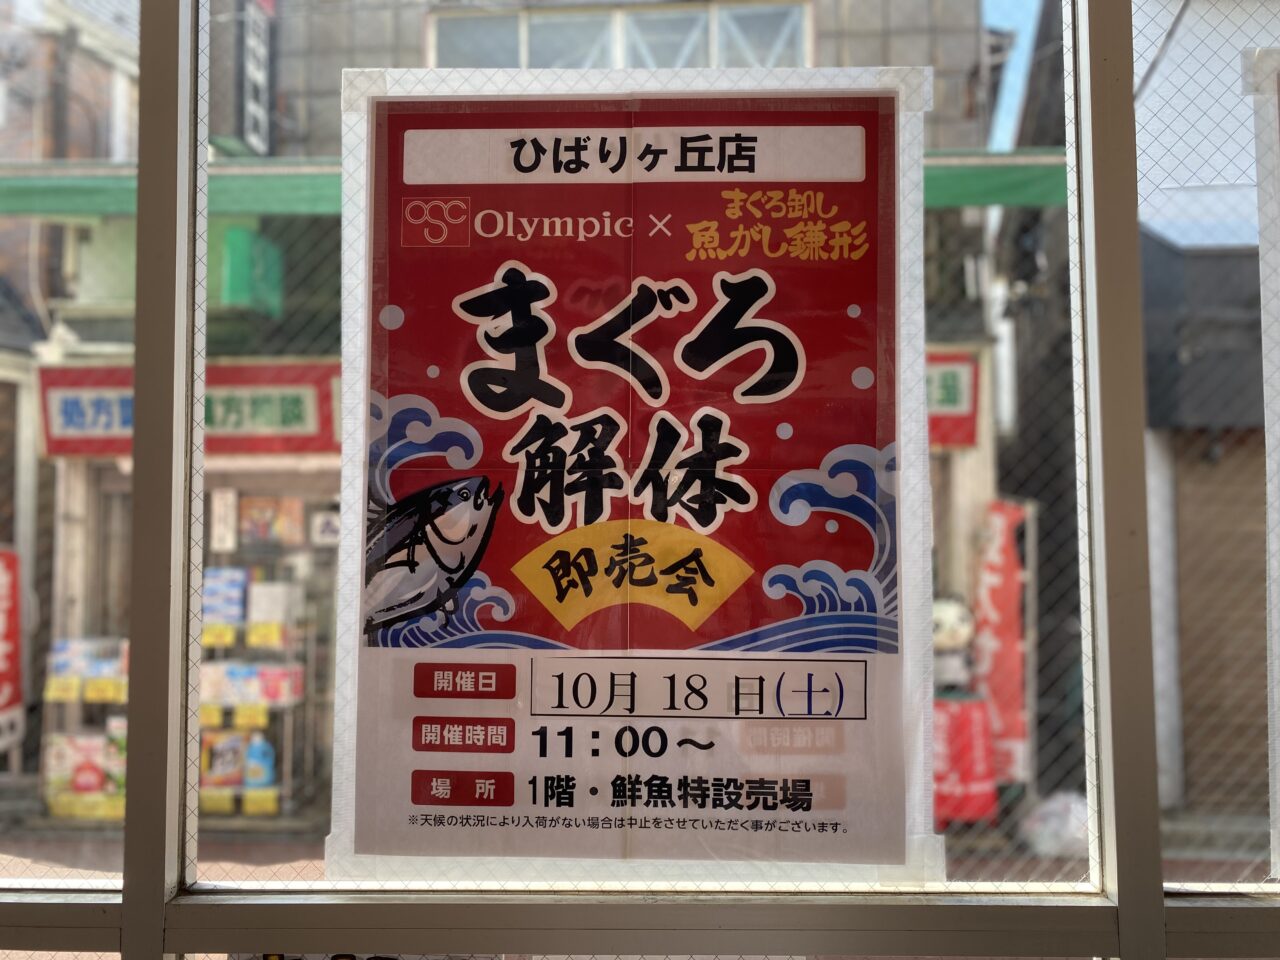 ひばりヶ丘店
OSC Olympic × まぐろ卸し 魚がし鎌形
まぐろ
解体
即売会
開催日 10月 18 日(土)
開催時間 11:00～
場所 1階・鮮魚特設売場
※天候の状況により入荷がない場合は中止をさせていただく事がございます。
漢方相談